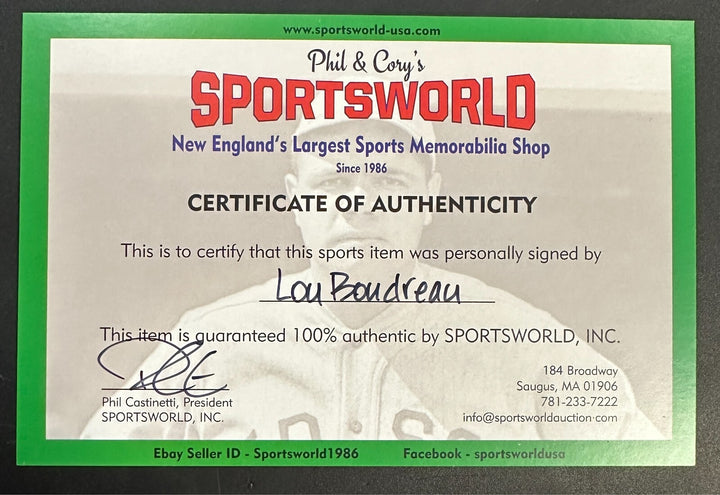 www.sportsworld-usa.com
Phil & Cory's
SPORTSWORLD
New England's Largest Sports Memorabilia Shop
Since 1986
CERTIFICATE OF AUTHENTICITY
This is to certify that this sports item was personally signed by
Lou Boudreau
This item is guaranteed 100% authentic by SPORTSWORLD, INC.
Phil Castinetti, President
SPORTSWORLD, INC.
184 Broadway
Saugus, MA 01906
781-233-7222
info@sportsworldauction.com
Ebay Seller ID - Sportsworld1986 Facebook - sportsworldusa